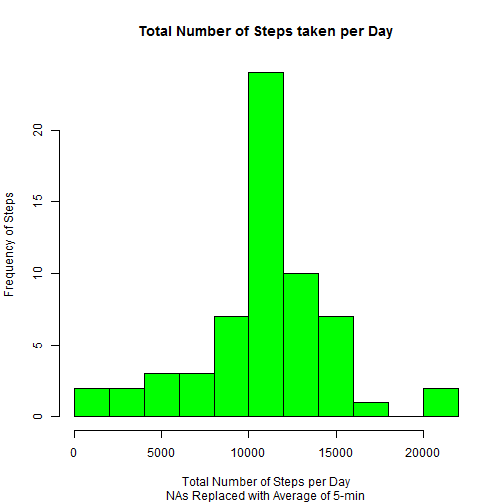 Total Number of Steps taken per Day
Frequency of Steps
20
15
10
5
0
0 5000 10000 15000 20000
Total Number of Steps per Day
NAs Replaced with Average of 5-min